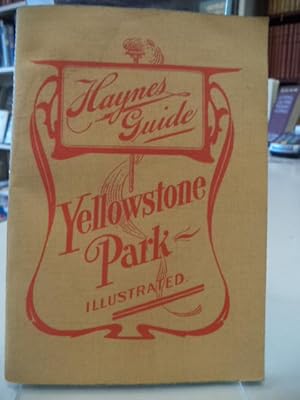 Haynes
Guide
Yellowstone
Park
ILLUSTRATED.